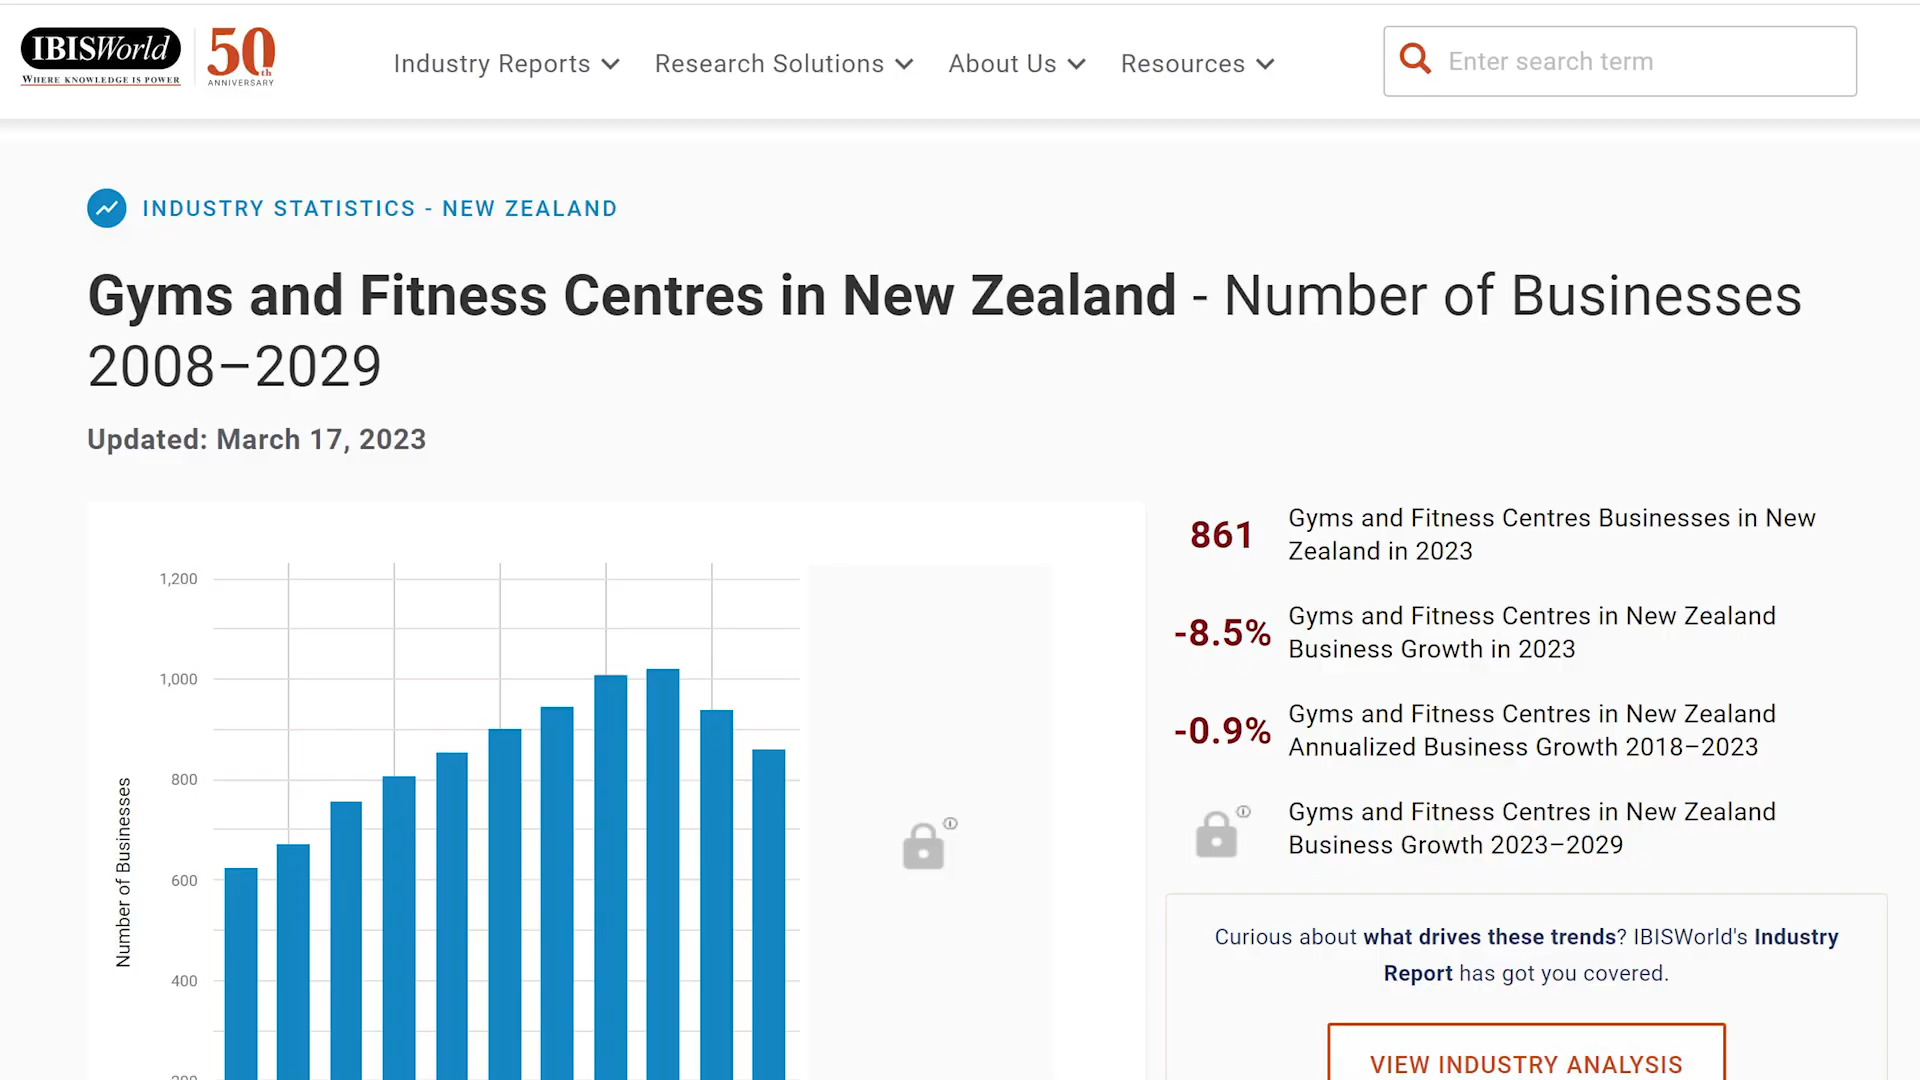 IBISWorld
WHERE KNOWLEDGE IS POWER
50th
ANNIVERSARY
Industry Reports
Research Solutions
About Us
Resources
Enter search term
INDUSTRY STATISTICS - NEW ZEALAND
Gyms and Fitness Centres in New Zealand - Number of Businesses
2008–2029
Updated: March 17, 2023
1,200
1,000
800
600
400
200
Number of Businesses
861
Gyms and Fitness Centres Businesses in New
Zealand in 2023
-8.5%
Gyms and Fitness Centres in New Zealand
Business Growth in 2023
-0.9%
Gyms and Fitness Centres in New Zealand
Annualized Business Growth 2018–2023
Gyms and Fitness Centres in New Zealand
Business Growth 2023–2029
Curious about what drives these trends? IBISWorld's Industry
Report has got you covered.
VIEW INDUSTRY ANALYSIS